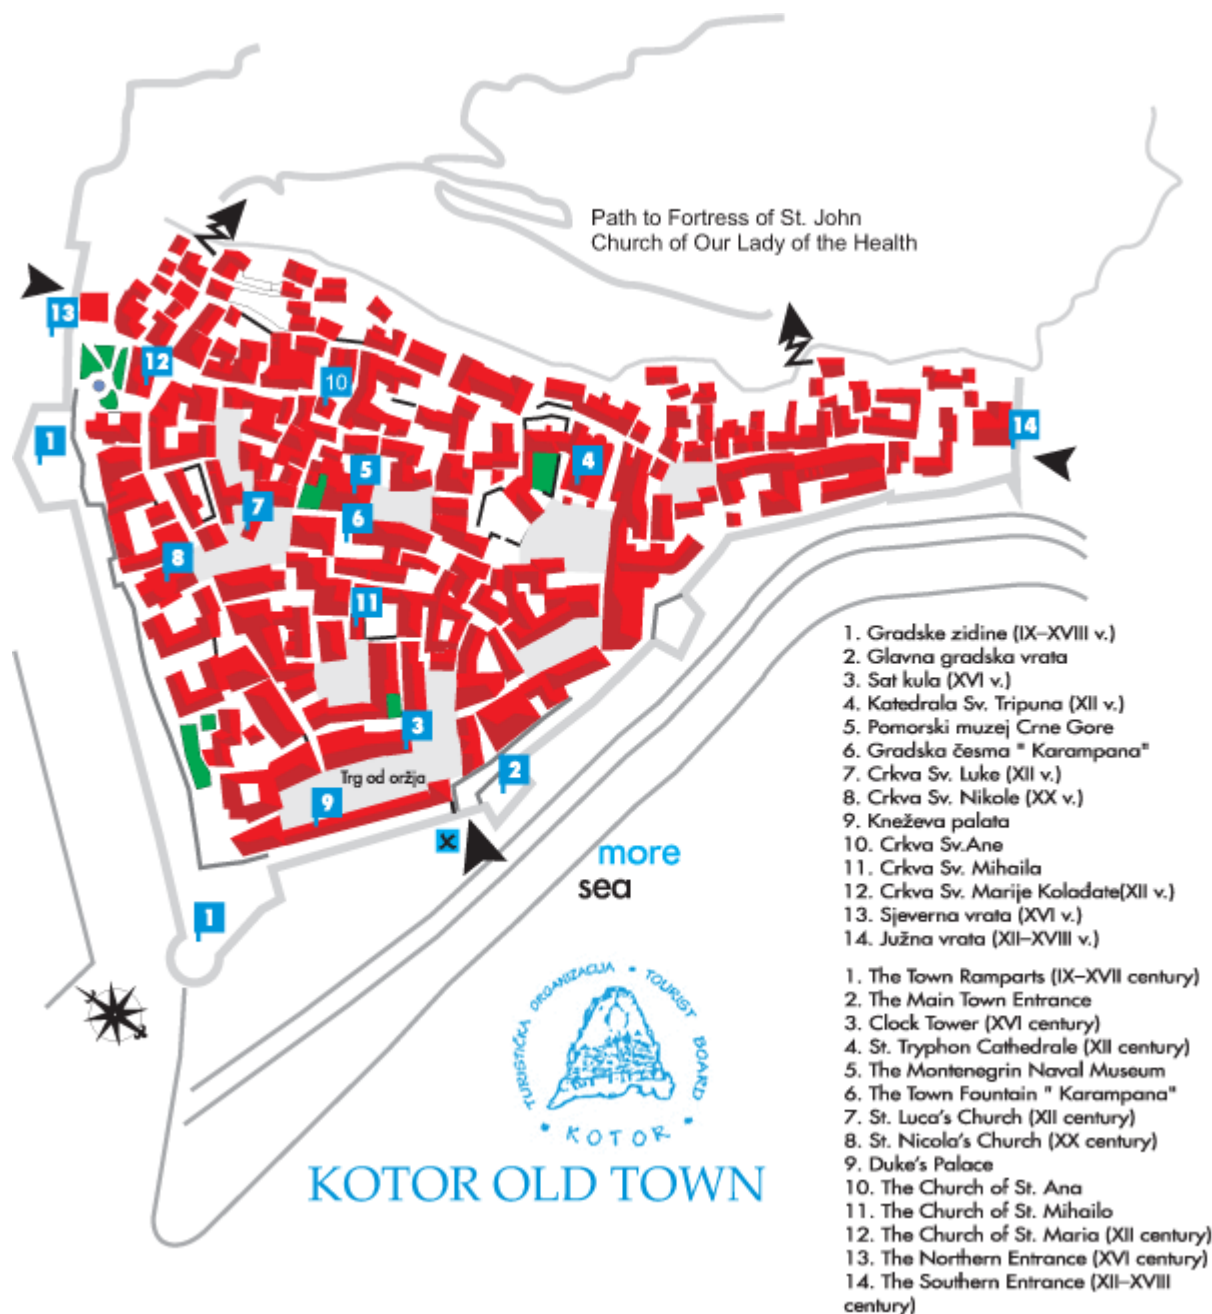 Path to Fortress of St. John
Church of Our Lady of the Health
13
12
10
1
14
5
4
7
6
8
11
3
2
Trg od oržja
9
more
sea
1
1. Gradske zidine (IX–XVIII v.)
2. Glavna gradska vrata
3. Sat kula (XVI v.)
4. Katedrala Sv. Tripuna (XII v.)
5. Pomorski muzej Crne Gore
6. Gradska česma " Karampana"
7. Crkva Sv. Luke (XII v.)
8. Crkva Sv. Nikole (XX v.)
9. Kneževa palata
10. Crkva Sv.Ane
11. Crkva Sv. Mihaila
12. Crkva Sv. Marije Koladate(XII v.)
13. Sjeverna vrata (XVI v.)
14. Južna vrata (XII–XVIII v.)
1. The Town Ramparts (IX–XVII century)
2. The Main Town Entrance
3. Clock Tower (XVI century)
4. St. Tryphon Cathedrale (XII century)
5. The Montenegrin Naval Museum
6. The Town Fountain " Karampana"
7. St. Luca's Church (XII century)
8. St. Nicola's Church (XX century)
9. Duke's Palace
10. The Church of St. Ana
11. The Church of St. Mihailo
12. The Church of St. Maria (XII century)
13. The Northern Entrance (XVI century)
14. The Southern Entrance (XII–XVIII
century)
TURISTIČKA ORGANIZACIJA • TOURIST BOARD
• KOTOR •
KOTOR OLD TOWN